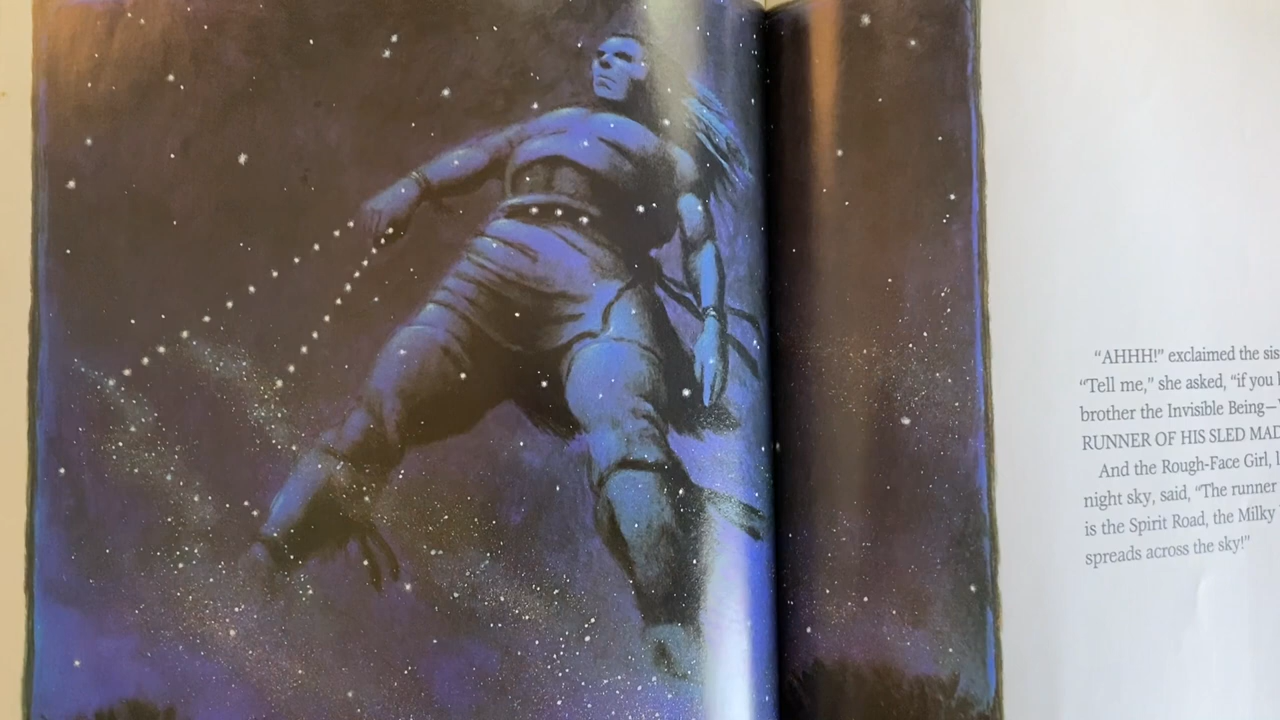 “AHHH!” exclaimed the sis
“Tell me,” she asked, “if you
brother the Invisible Being—
RUNNER OF HIS SLED MAD
And the Rough-Face Girl,
night sky, said, “The runner
is the Spirit Road, the Milky
spreads across the sky!”